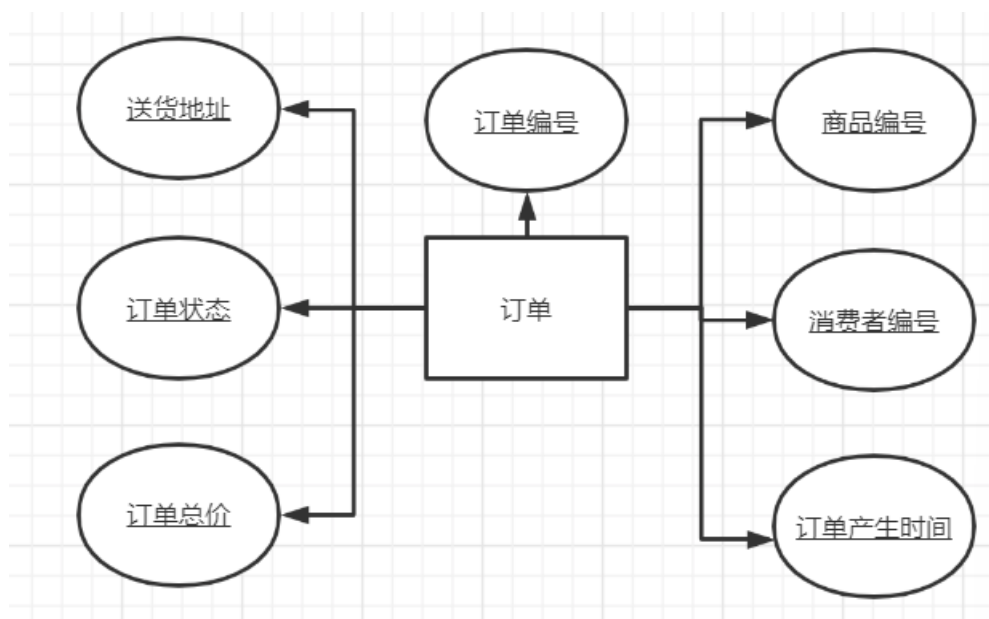 送货地址
订单编号
商品编号
订单状态
订单
消费者编号
订单总价
订单产生时间